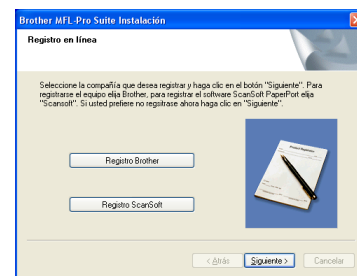 Brother MFL-Pro Suite Instalación
Registro en línea
Seleccione la compañía que desea registrar y haga clic en el botón "Siguiente". Para
registrarse el equipo elija Brother, para registrar el software ScanSoft PaperPort elija
"Scansoft". Si usted prefiere no regsitrase ahora haga clic en "Siguiente".
Registro Brother
Registro ScanSoft
< Atrás
Siguiente >
Cancelar